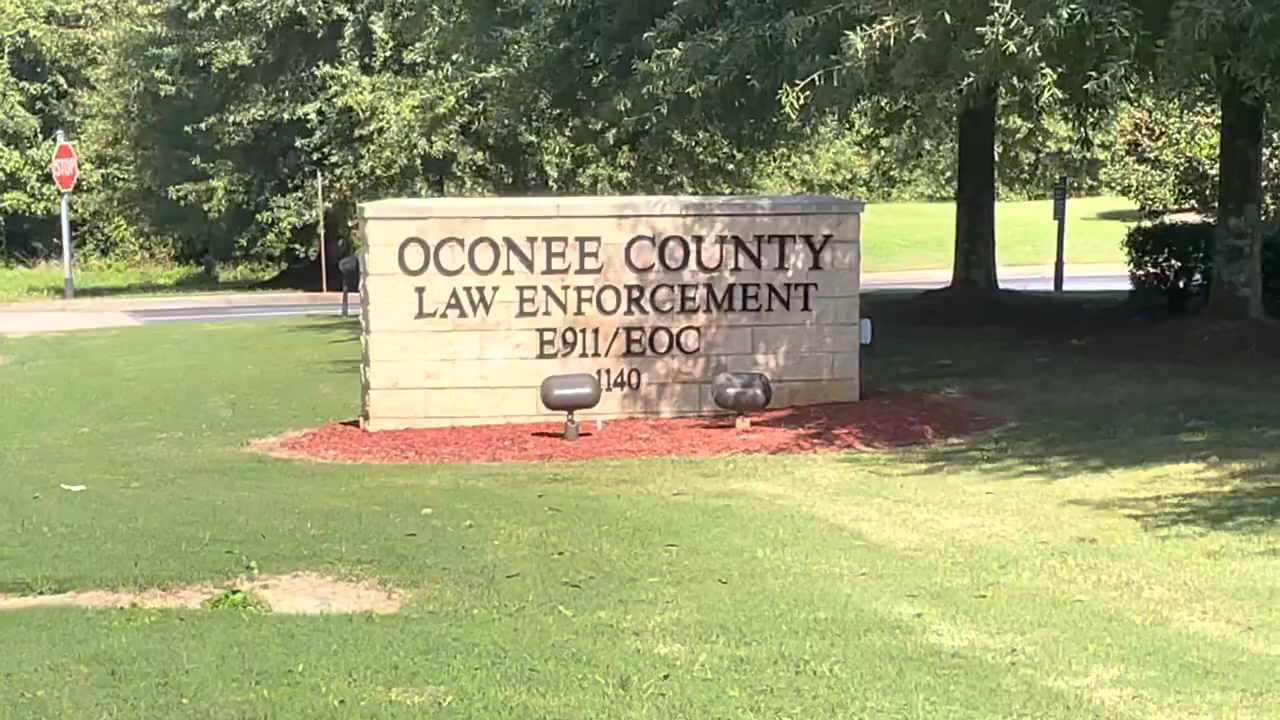 STOP
OCONEE COUNTY
LAW ENFORCEMENT
E911/EOC
1140